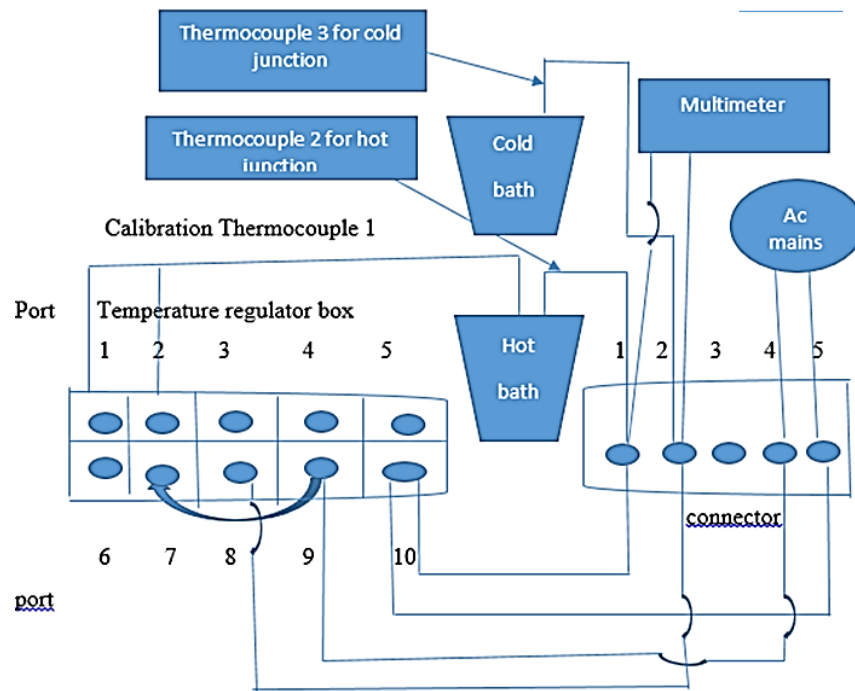 Thermocouple 3 for cold
junction
Multimeter
Thermocouple 2 for hot
junction
Cold
bath
Ac
mains
Calibration Thermocouple 1
Port
Temperature regulator box
1 2 3 4 5
Hot
bath
1 2 3 4 5
connector
6 7 8 9 10
port